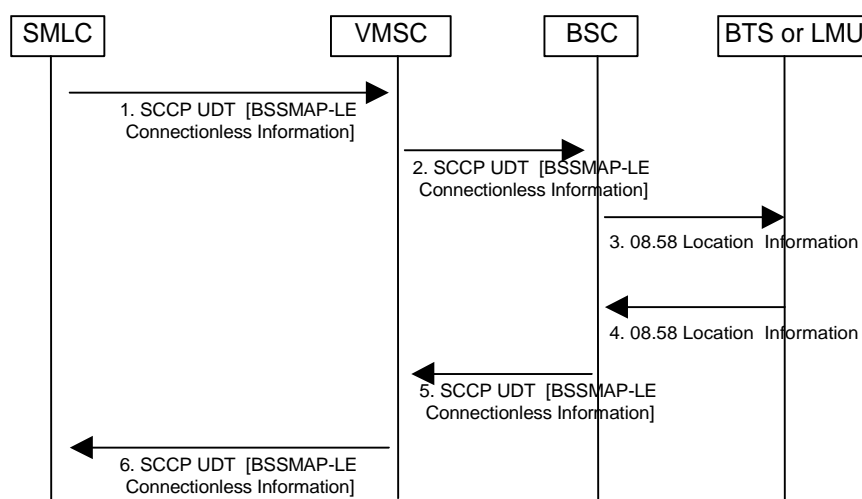 SMLC VMSC BSC BTS or LMU
1. SCCP UDT [BSSMAP-LE
Connectionless Information]
2. SCCP UDT [BSSMAP-LE
Connectionless Information]
3. 08.58 Location Information
4. 08.58 Location Information
5. SCCP UDT [BSSMAP-LE
Connectionless Information]
6. SCCP UDT [BSSMAP-LE
Connectionless Information]